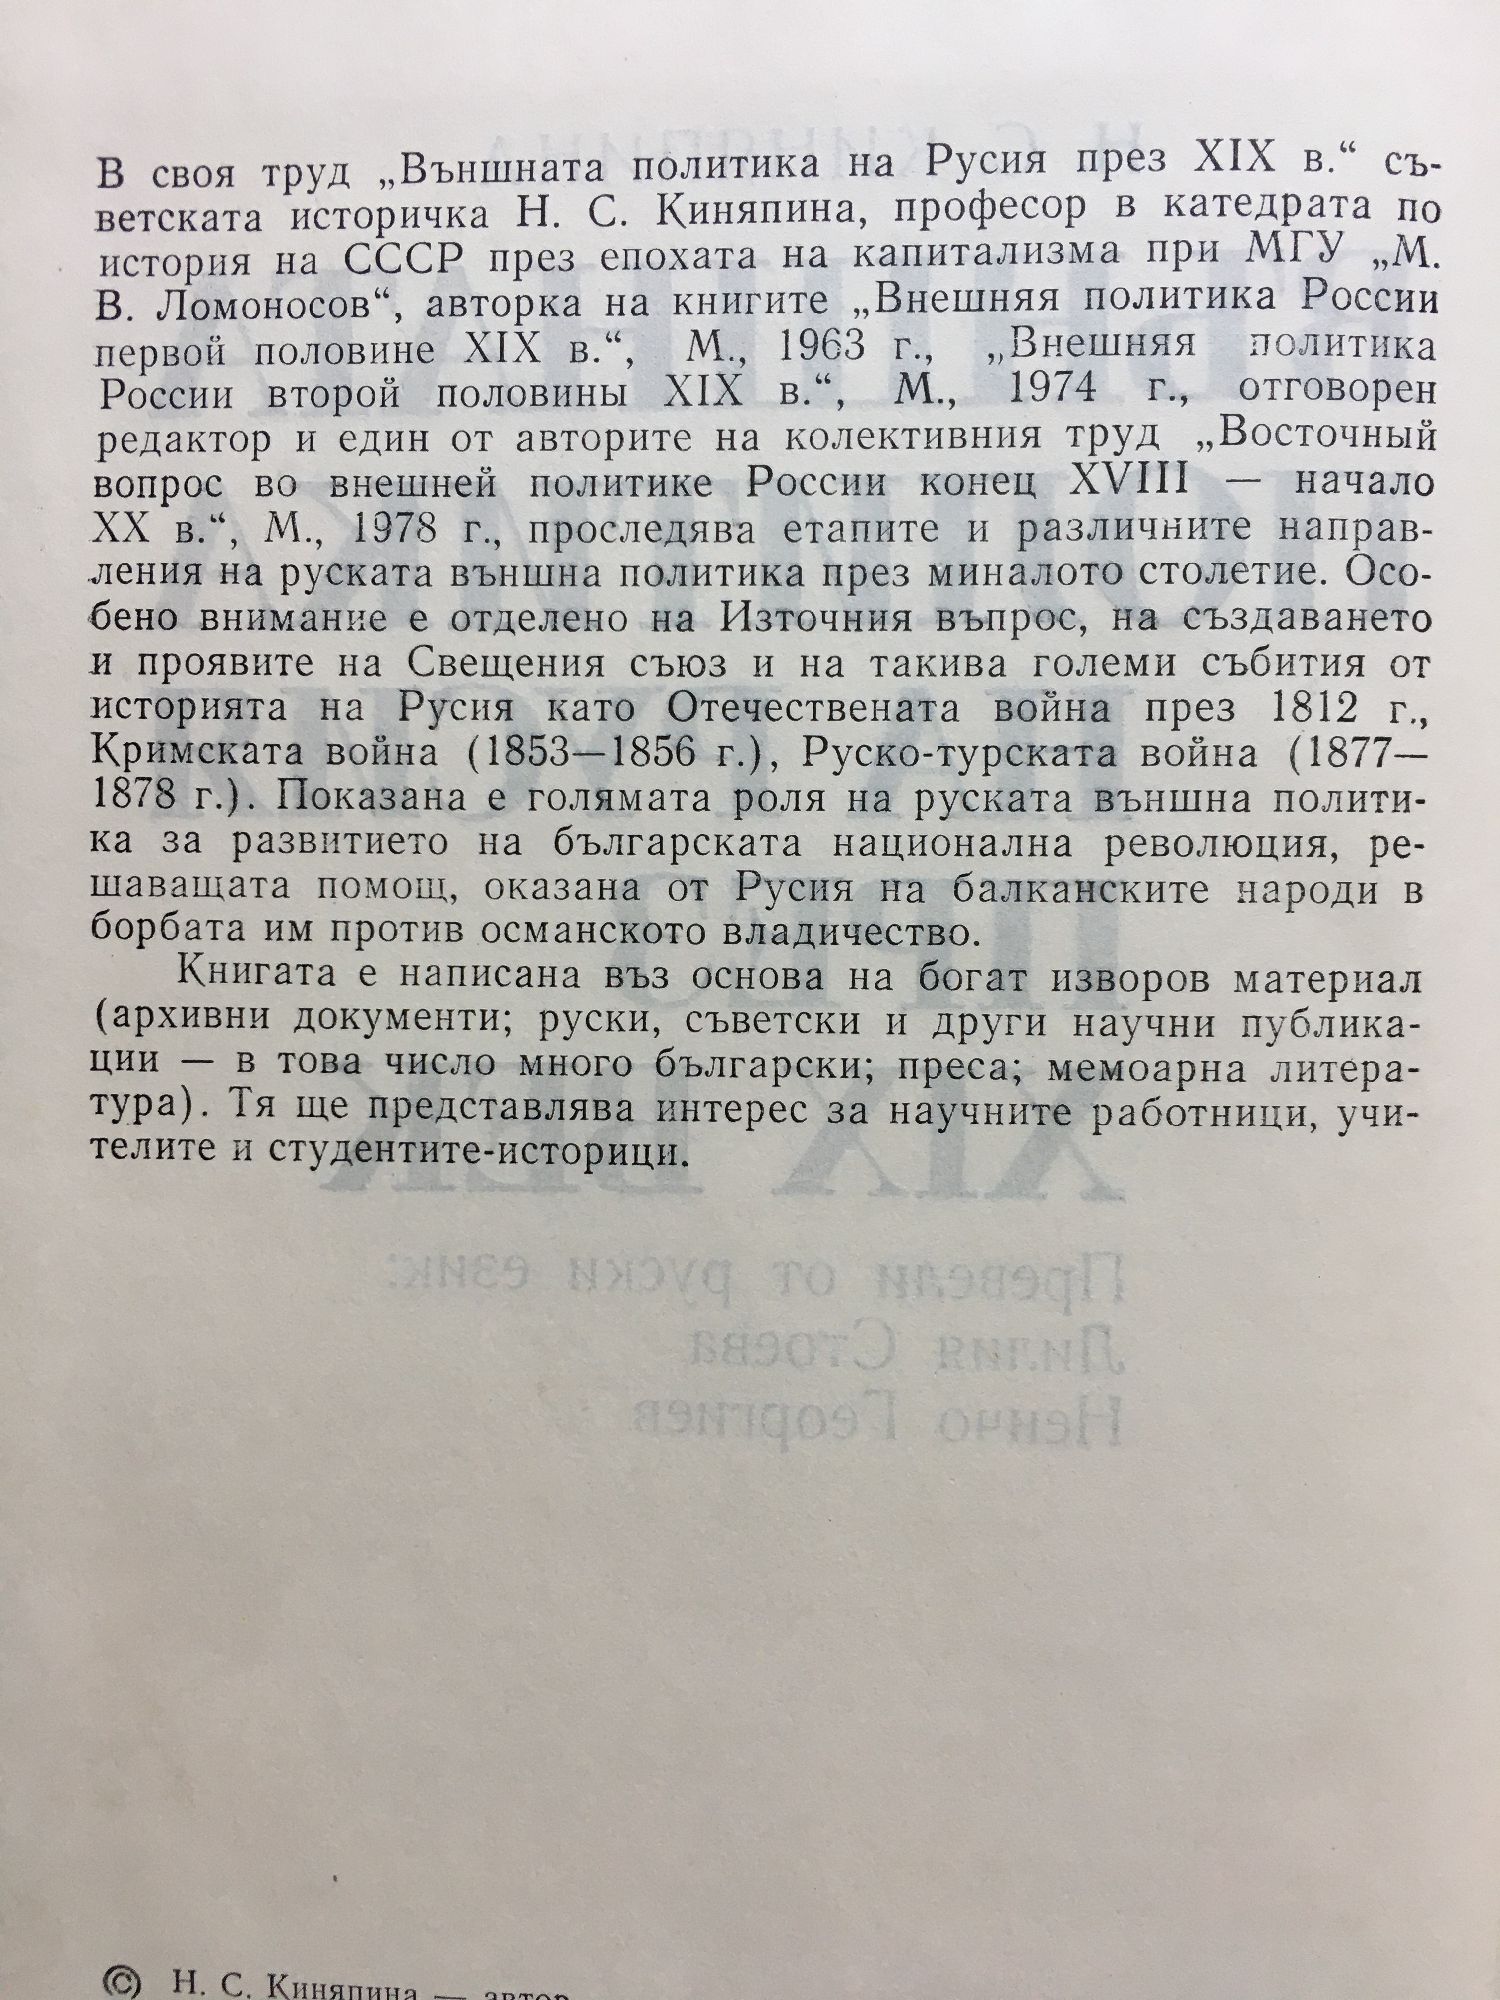 В своя труд „Външната политика на Русия през XIX в.“ съ-
ветската историчка Н. С. Киняпина, професор в катедрата по
история на СССР през епохата на капитализма при МГУ „М.
В. Ломоносов“, авторка на книгите „Внешняя политика России
первой половине XIX в.“, М., 1963 г., „Внешняя политика
России второй половины XIX в.“, М., 1974 г., отговорен
редактор и един от авторите на колективния труд „Восточный
вопрос во внешней политике России конец XVIII — начало
XX в.“, М., 1978 г., проследява етапите и различните направ-
ления на руската външна политика през миналото столетие. Осо-
бено внимание е отделено на Източния въпрос, на създаването
и проявите на Свещения съюз и на такива големи събития от
историята на Русия като Отечествената война през 1812 г.,
Кримската война (1853—1856 г.), Руско-турската война (1877—
1878 г.). Показана е голямата роля на руската външна полити-
ка за развитието на българската национална революция, ре-
шаващата помощ, оказана от Русия на балканските народи в
борбата им против османското владичество.
Книгата е написана въз основа на богат изворов материал
(архивни документи; руски, съветски и други научни публика-
ции — в това число много български; преса; мемоарна литера-
тура). Тя ще представлява интерес за научните работници, учи-
телите и студентите-историци.
Превели от руски език:
Лилия Стоева
Ненчо Георгиев
© Н. С. Киняпина — автор